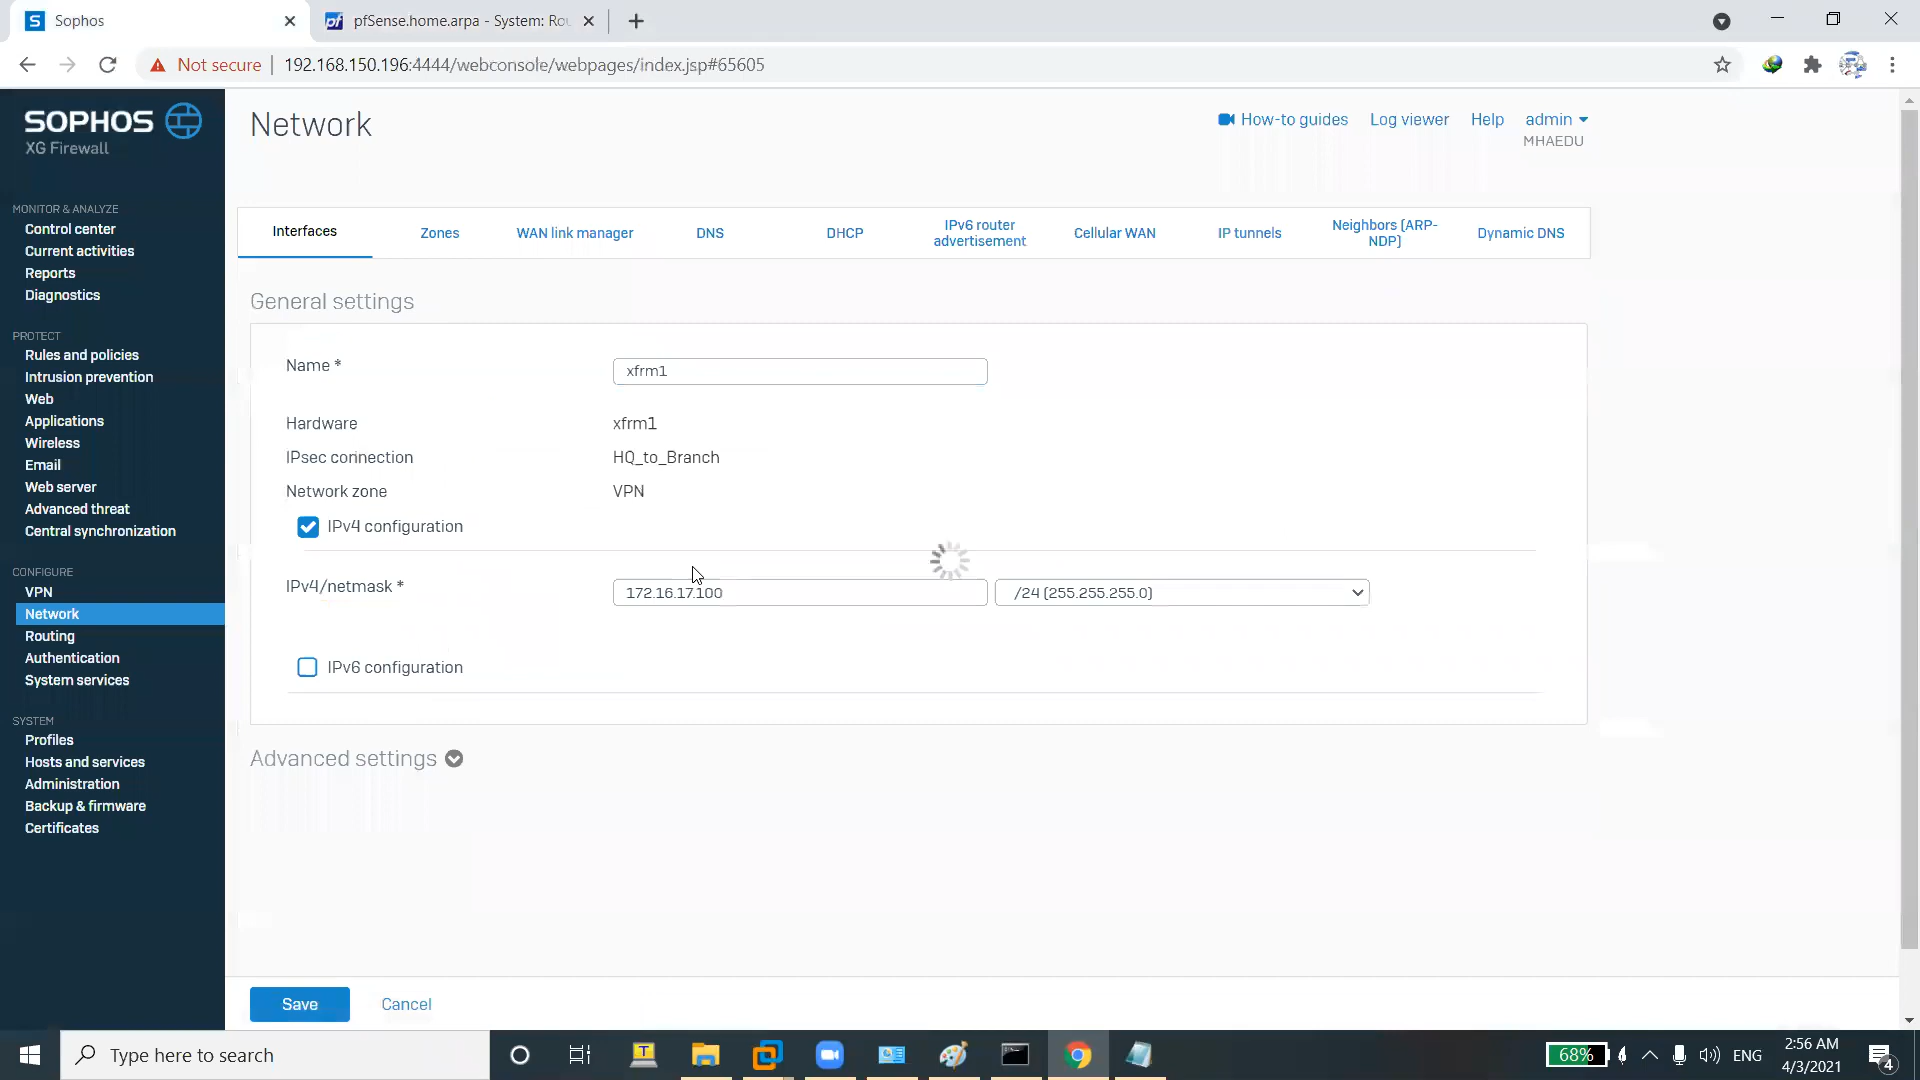 Sophos
pfSense.home.arpa - System: Rou
Not secure
192.168.150.196:4444/webconsole/webpages/index.jsp#65605
SOPHOS
XG Firewall
Network
How-to guides
Log viewer
Help
admin
MHAEDU
MONITOR & ANALYZE
Control center
Current activities
Reports
Diagnostics
PROTECT
Rules and policies
Intrusion prevention
Web
Applications
Wireless
Email
Web server
Advanced threat
Central synchronization
CONFIGURE
VPN
Network
Routing
Authentication
System services
SYSTEM
Profiles
Hosts and services
Administration
Backup & firmware
Certificates
Interfaces
Zones
WAN link manager
DNS
DHCP
IPv6 router
advertisement
Cellular WAN
IP tunnels
Neighbors (ARP-
NDP)
Dynamic DNS
General settings
Name *
xfrm1
Hardware
xfrm1
IPsec connection
HQ_to_Branch
Network zone
VPN
IPv4 configuration
IPv4/netmask *
172.16.17.100
/24 (255.255.255.0)
IPv6 configuration
Advanced settings
Save
Cancel
Type here to search
68%
ENG
2:56 AM
4/3/2021
4